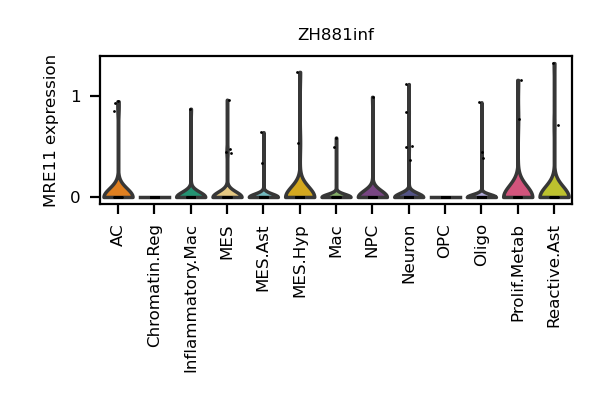 ZH881inf
MRE11 expression
1
0
AC
Chromatin.Reg
Inflammatory.Mac
MES
MES.Ast
MES.Hyp
Mac
NPC
Neuron
OPC
Oligo
Prolif.Metab
Reactive.Ast